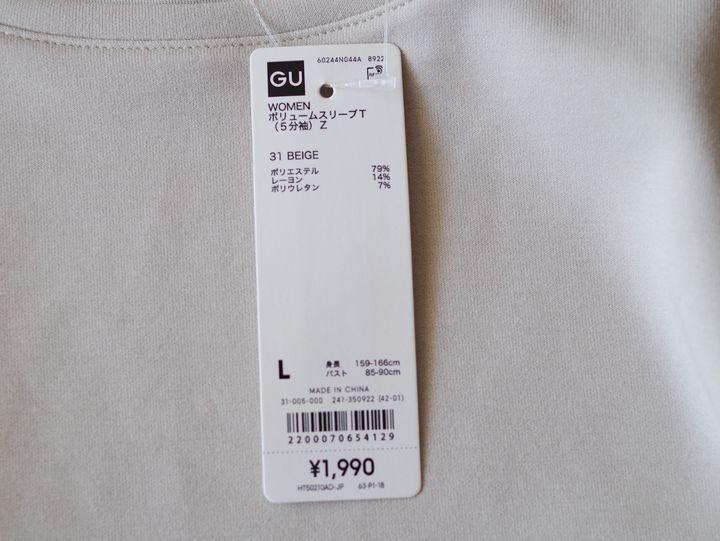 60244N044A 8922
GU
WOMEN
ボリュームスリーブT
（5分袖）Z
31 BEIGE
ポリエステル 79%
レーヨン 14%
ポリウレタン 7%
L 身長 159-166cm
バスト 85-90cm
MADE IN CHINA
31-005-000 241-350922 (42-01)
2200070654129
¥1,990
HT50210AD-JP 63-P1-18